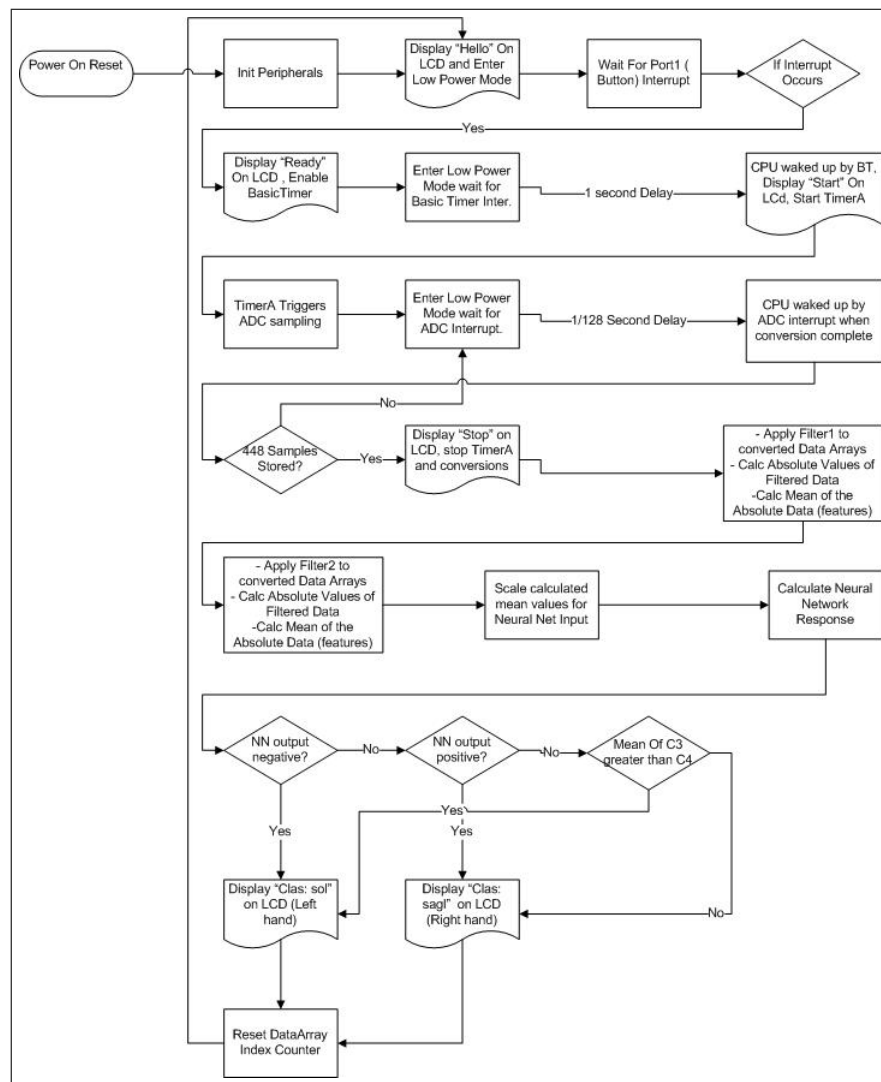 Power On Reset
Init Peripherals
Display “Hello” On
LCD and Enter
Low Power Mode
Wait For Port1 (
Button) Interrupt
If Interrupt
Occurs
Yes
Display “Ready”
On LCD , Enable
BasicTimer
Enter Low Power
Mode wait for
Basic Timer Inter.
1 second Delay
CPU waked up by BT,
Display “Start” On
LCd, Start TimerA
TimerA Triggers
ADC sampling
Enter Low Power
Mode wait for
ADC Interrupt.
1/128 Second Delay
CPU waked up by
ADC interrupt when
conversion complete
No
448 Samples
Stored?
Yes
Display “Stop” on
LCD, stop TimerA
and conversions
- Apply Filter1 to
converted Data Arrays
- Calc Absolute Values of
Filtered Data
-Calc Mean of the
Absolute Data (features)
- Apply Filter2 to
converted Data Arrays
- Calc Absolute Values of
Filtered Data
-Calc Mean of the
Absolute Data (features)
Scale calculated
mean values for
Neural Net Input
Calculate Neural
Network
Response
NN output
negative?
No
NN output
positive?
No
Mean Of C3
greater than C4
Yes
Yes
Yes
No
Display “Clas: sol”
on LCD (Left
hand)
Display “Clas:
sagl” on LCD
(Right hand)
Reset DataArray
Index Counter